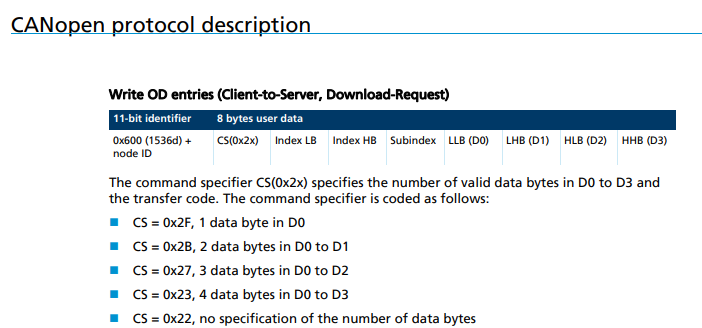 CANopen protocol description
Write OD entries (Client-to-Server, Download-Request)
11-bit identifier 8 bytes user data
0x600 (1536d) + CS(0x2x) Index LB Index HB Subindex LLB (D0) LHB (D1) HLB (D2) HHB (D3)
node ID
The command specifier CS(0x2x) specifies the number of valid data bytes in D0 to D3 and
the transfer code. The command specifier is coded as follows:
CS = 0x2F, 1 data byte in D0
CS = 0x2B, 2 data bytes in D0 to D1
CS = 0x27, 3 data bytes in D0 to D2
CS = 0x23, 4 data bytes in D0 to D3
CS = 0x22, no specification of the number of data bytes